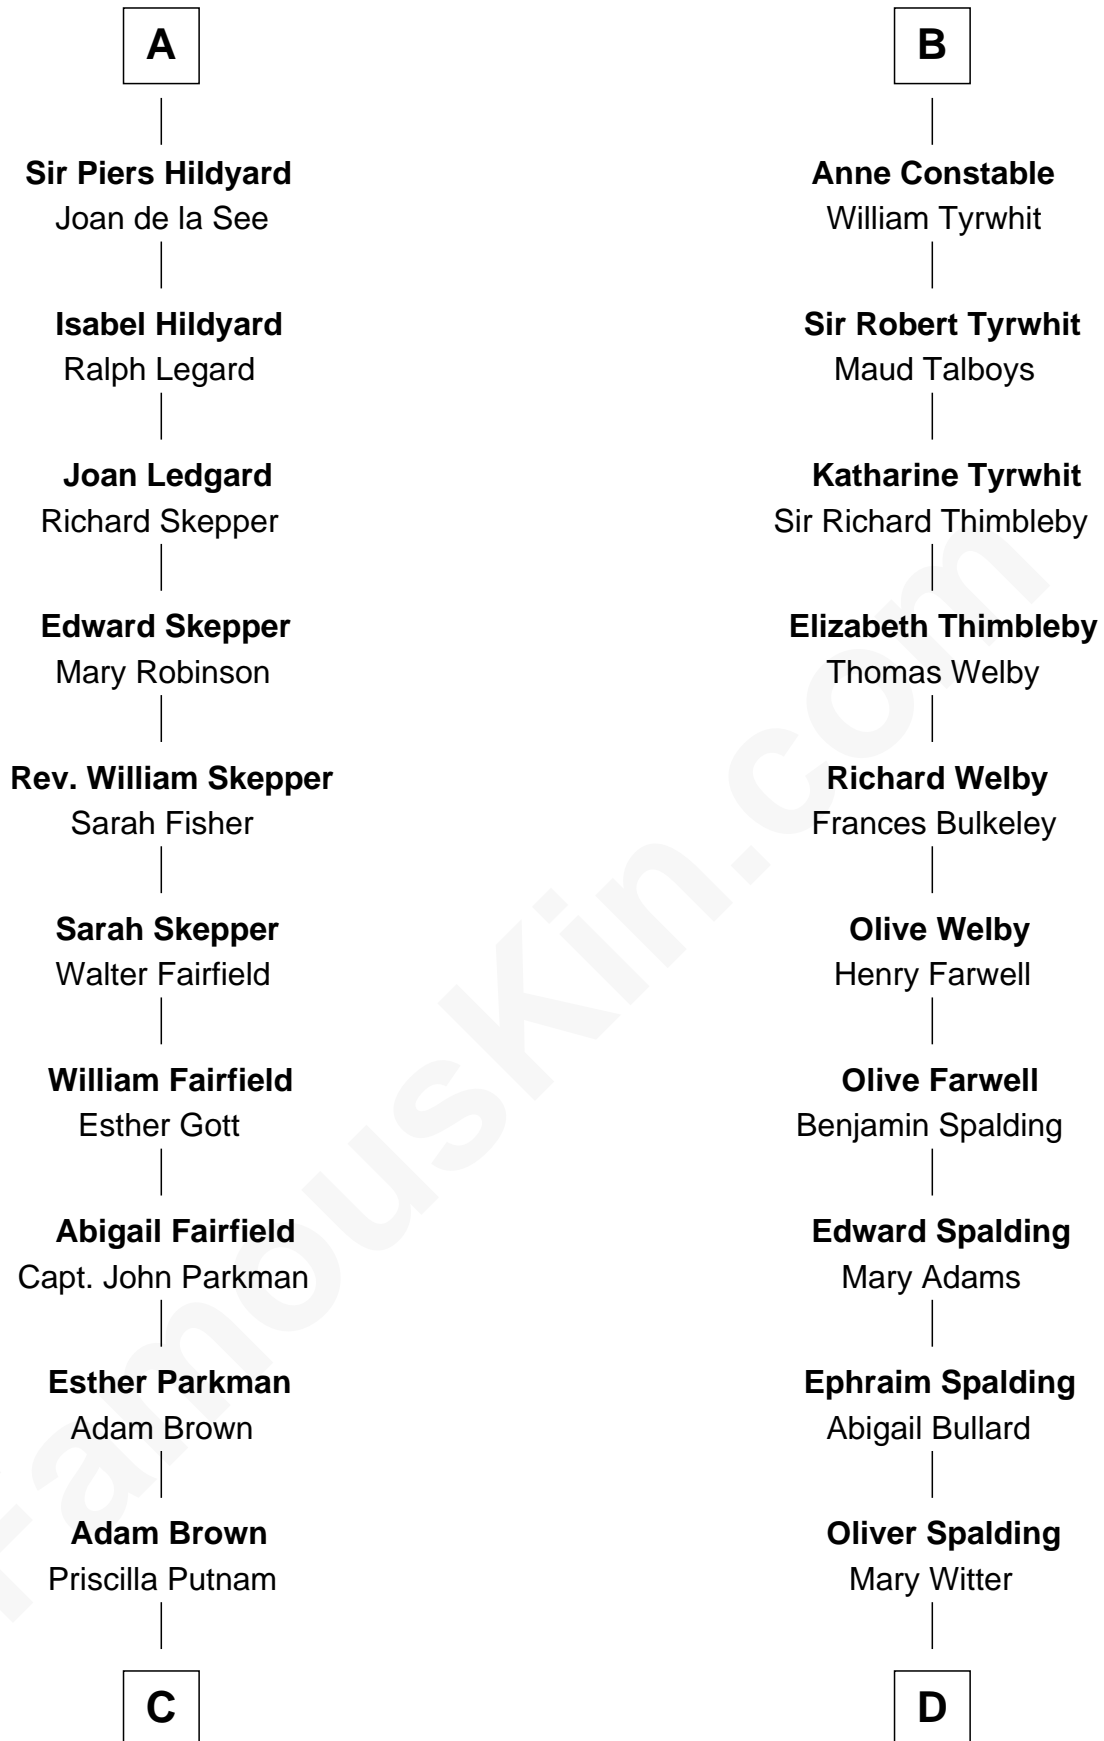 A
Sir Piers Hildyard
Joan de la See
Isabel Hildyard
Ralph Legard
Joan Ledgard
Richard Skepper
Edward Skepper
Mary Robinson
Rev. William Skepper
Sarah Fisher
Sarah Skepper
Walter Fairfield
William Fairfield
Esther Gott
Abigail Fairfield
Capt. John Parkman
Esther Parkman
Adam Brown
Adam Brown
Priscilla Putnam
C
B
Anne Constable
William Tyrwhit
Sir Robert Tyrwhit
Maud Talboys
Katharine Tyrwhit
Sir Richard Thimbleby
Elizabeth Thimbleby
Thomas Welby
Richard Welby
Frances Bulkeley
Olive Welby
Henry Farwell
Olive Farwell
Benjamin Spalding
Edward Spalding
Mary Adams
Ephraim Spalding
Abigail Bullard
Oliver Spalding
Mary Witter
D
FamousKin.com